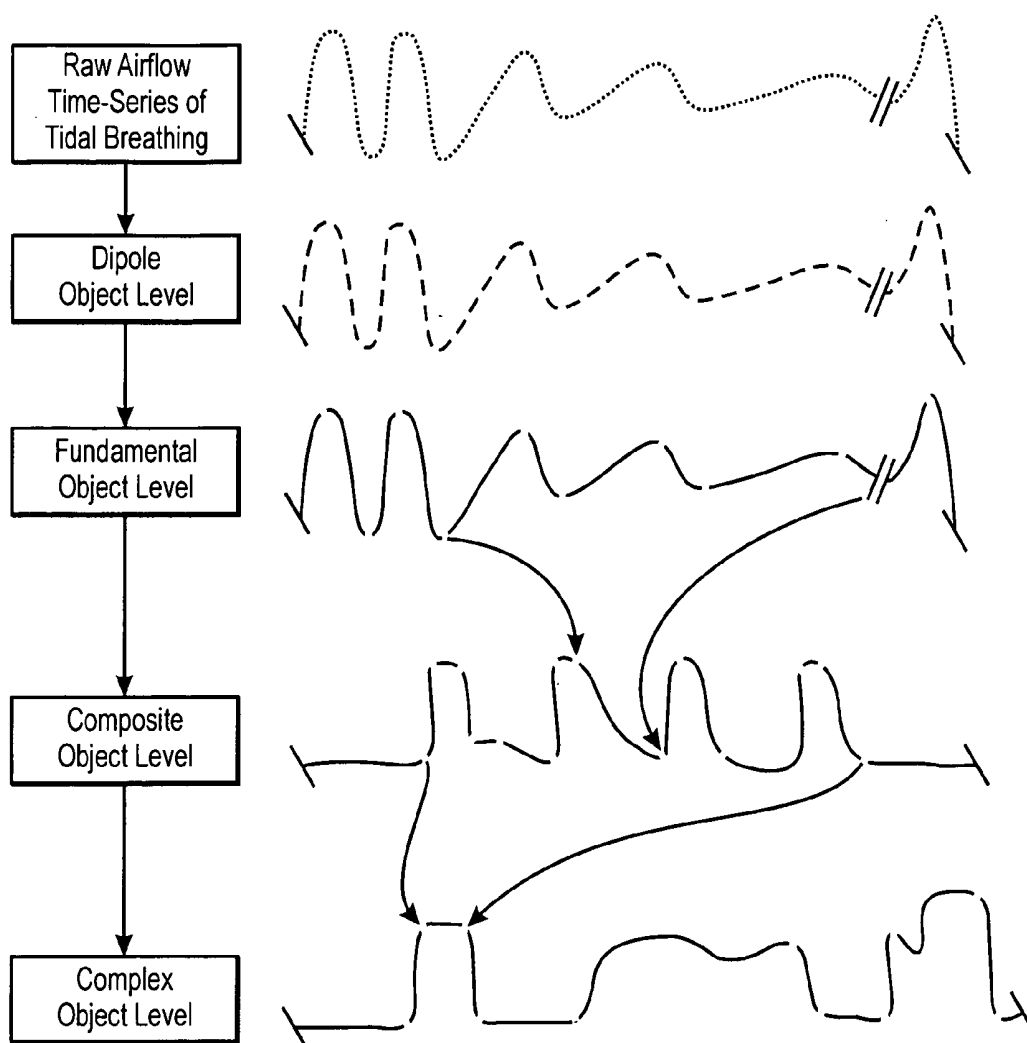 Raw Airflow
Time-Series of
Tidal Breathing
Dipole
Object Level
Fundamental
Object Level
Composite
Object Level
Complex
Object Level